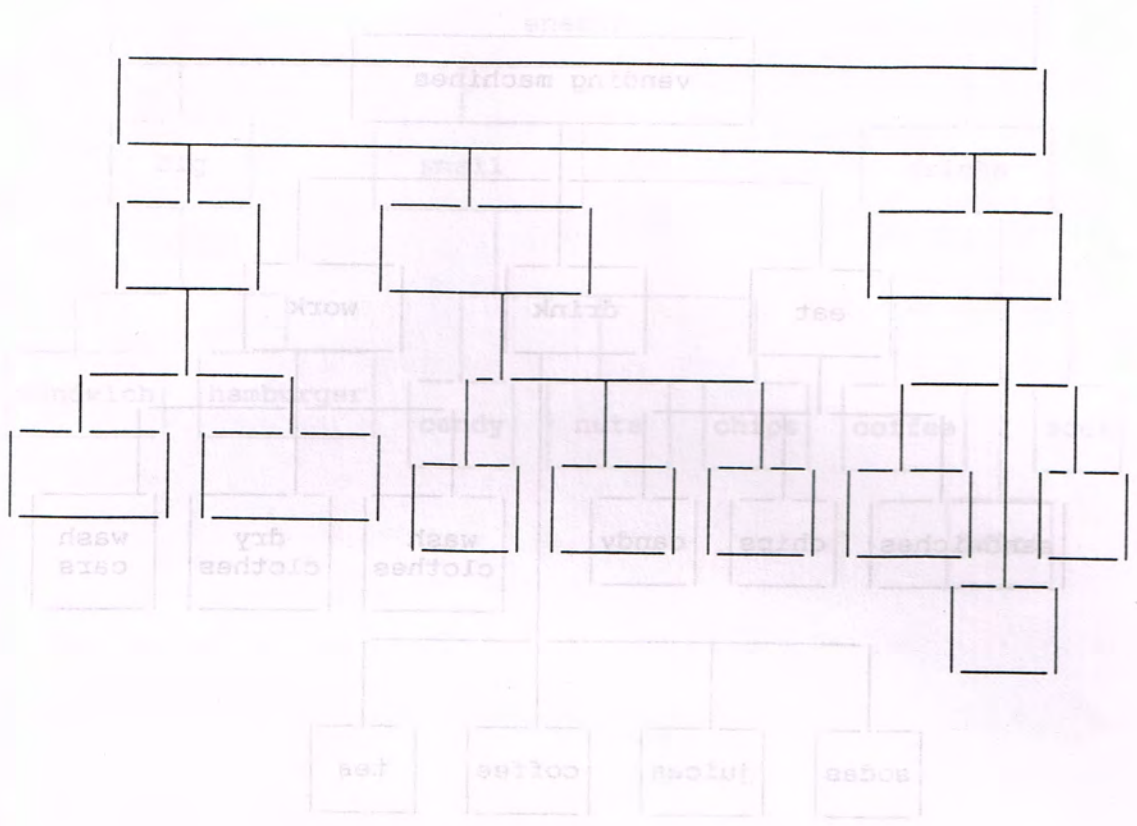 vending machines
big
small
work
drink
eat
sandwich
hamburger
candy
nuts
chips
coffee
wash
cars
dry
clothes
wash
clothes
candy
chips
sandwiches
tea
coffee
juices
sodas